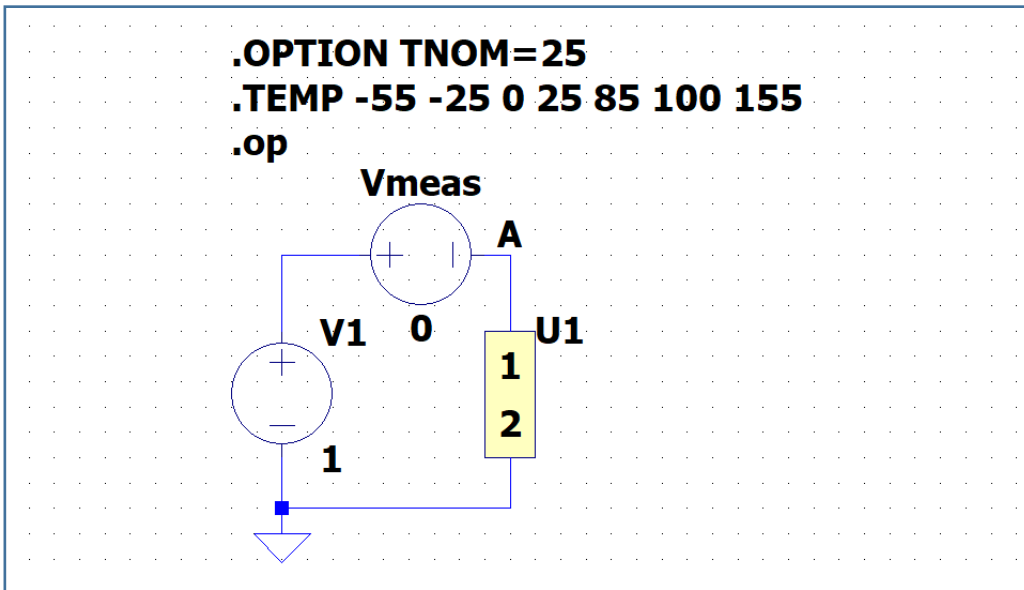 .OPTION TNOM=25
.TEMP -55 -25 0 25 85 100 155
.op
Vmeas
A
0
V1
1
U1
1
2